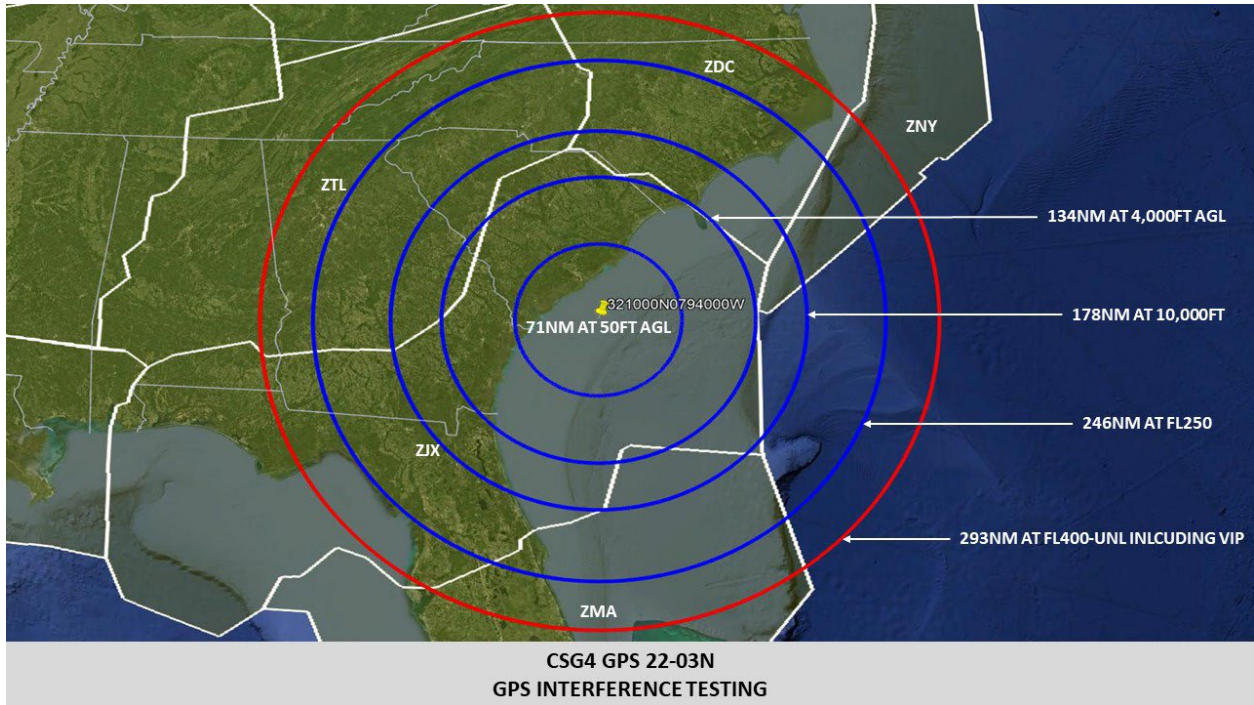 ZDC
ZNY
ZTL
134NM AT 4,000FT AGL
321000N0794000W
178NM AT 10,000FT
71NM AT 50FT AGL
246NM AT FL250
ZJX
293NM AT FL400-UNL INLCUDING VIP
ZMA
CSG4 GPS 22-03N
GPS INTERFERENCE TESTING